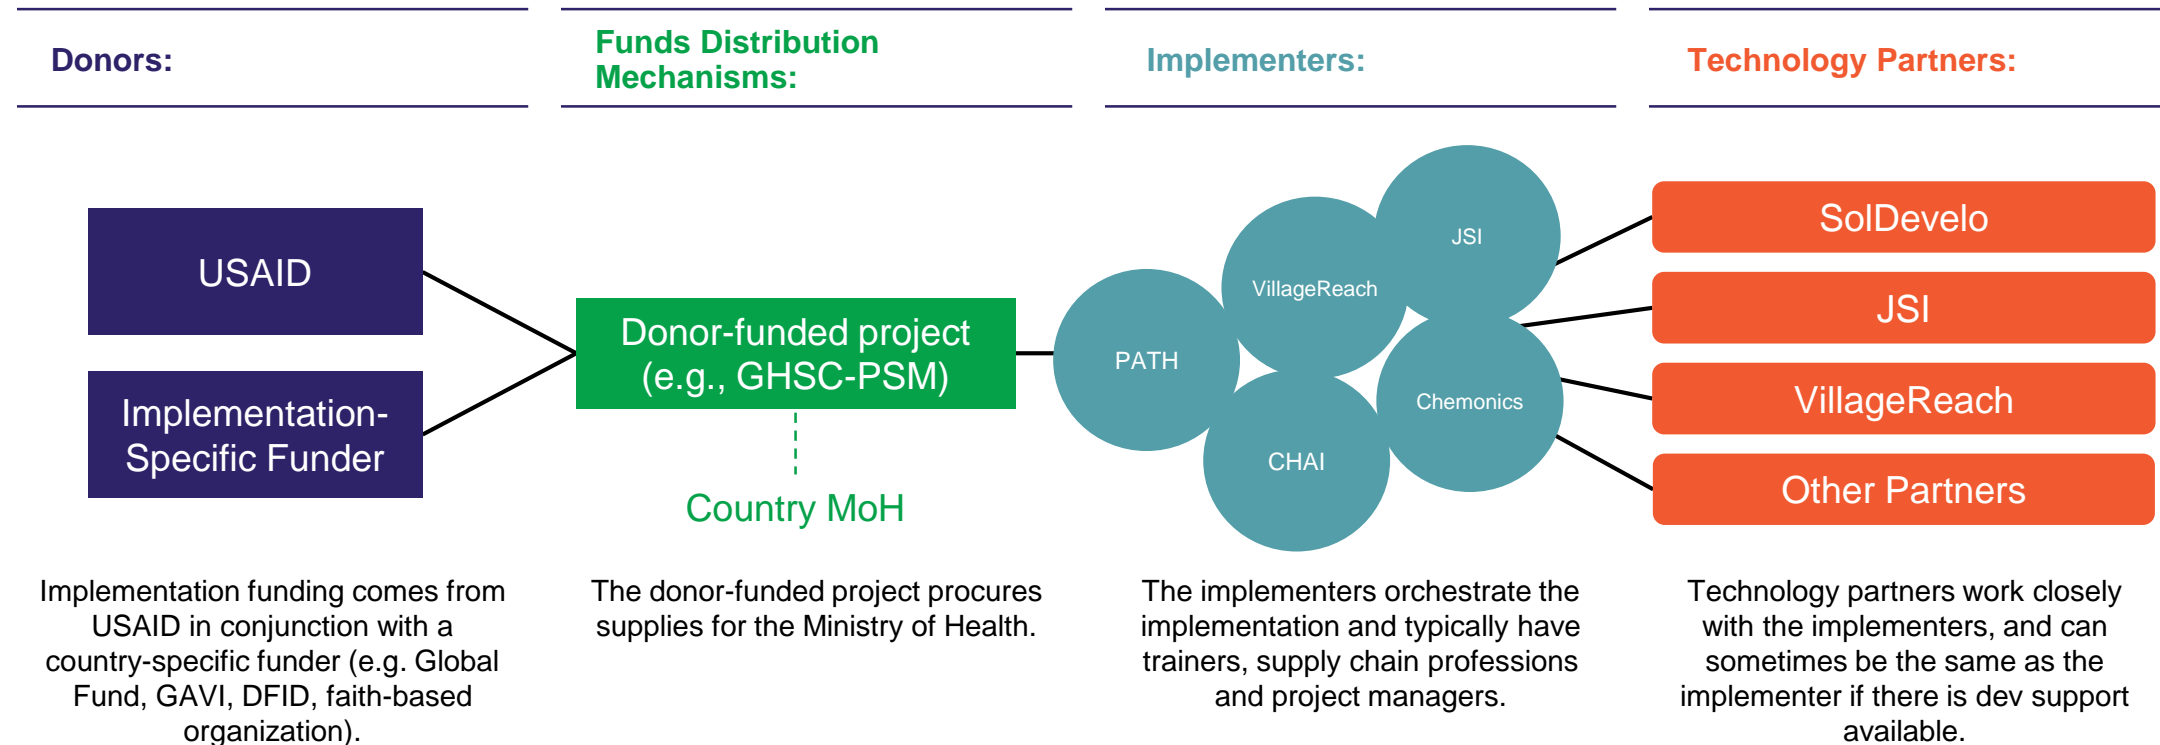 Donors:
Funds Distribution
Mechanisms:
Implementers:
Technology Partners:
USAID
Implementation-
Specific Funder
Donor-funded project
(e.g., GHSC-PSM)
Country MoH
JSI
VillageReach
PATH
Chemonics
CHAI
SolDevelo
JSI
VillageReach
Other Partners
Implementation funding comes from
USAID in conjunction with a
country-specific funder (e.g. Global
Fund, GAVI, DFID, faith-based
organization).
The donor-funded project procures
supplies for the Ministry of Health.
The implementers orchestrate the
implementation and typically have
trainers, supply chain professions
and project managers.
Technology partners work closely
with the implementers, and can
sometimes be the same as the
implementer if there is dev support
available.